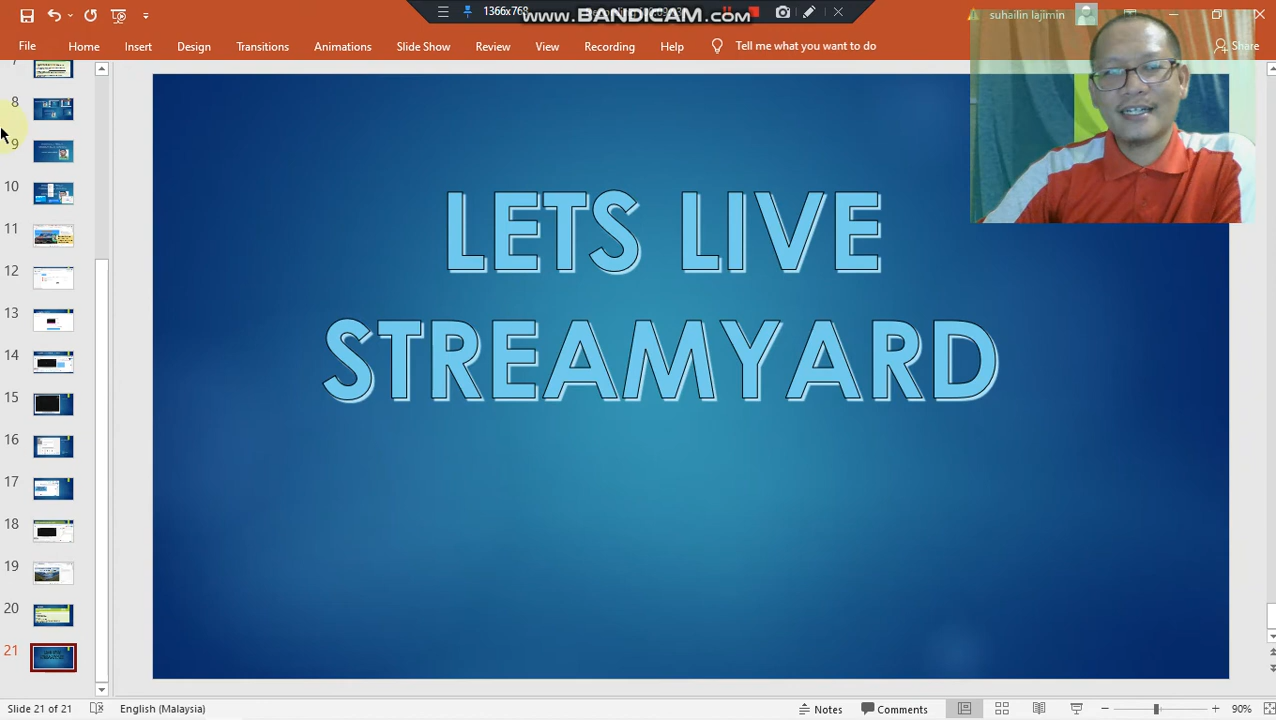 1366x768
www.BANDICAM.com
suhailin lajimin
File Home Insert Design Transitions Animations Slide Show Review View Recording Help Tell me what you want to do Share
8
10
11
12
13
14
15
16
17
18
19
20
21
LETS LIVE
STREAMYARD
Slide 21 of 21 English (Malaysia) Notes Comments 90%